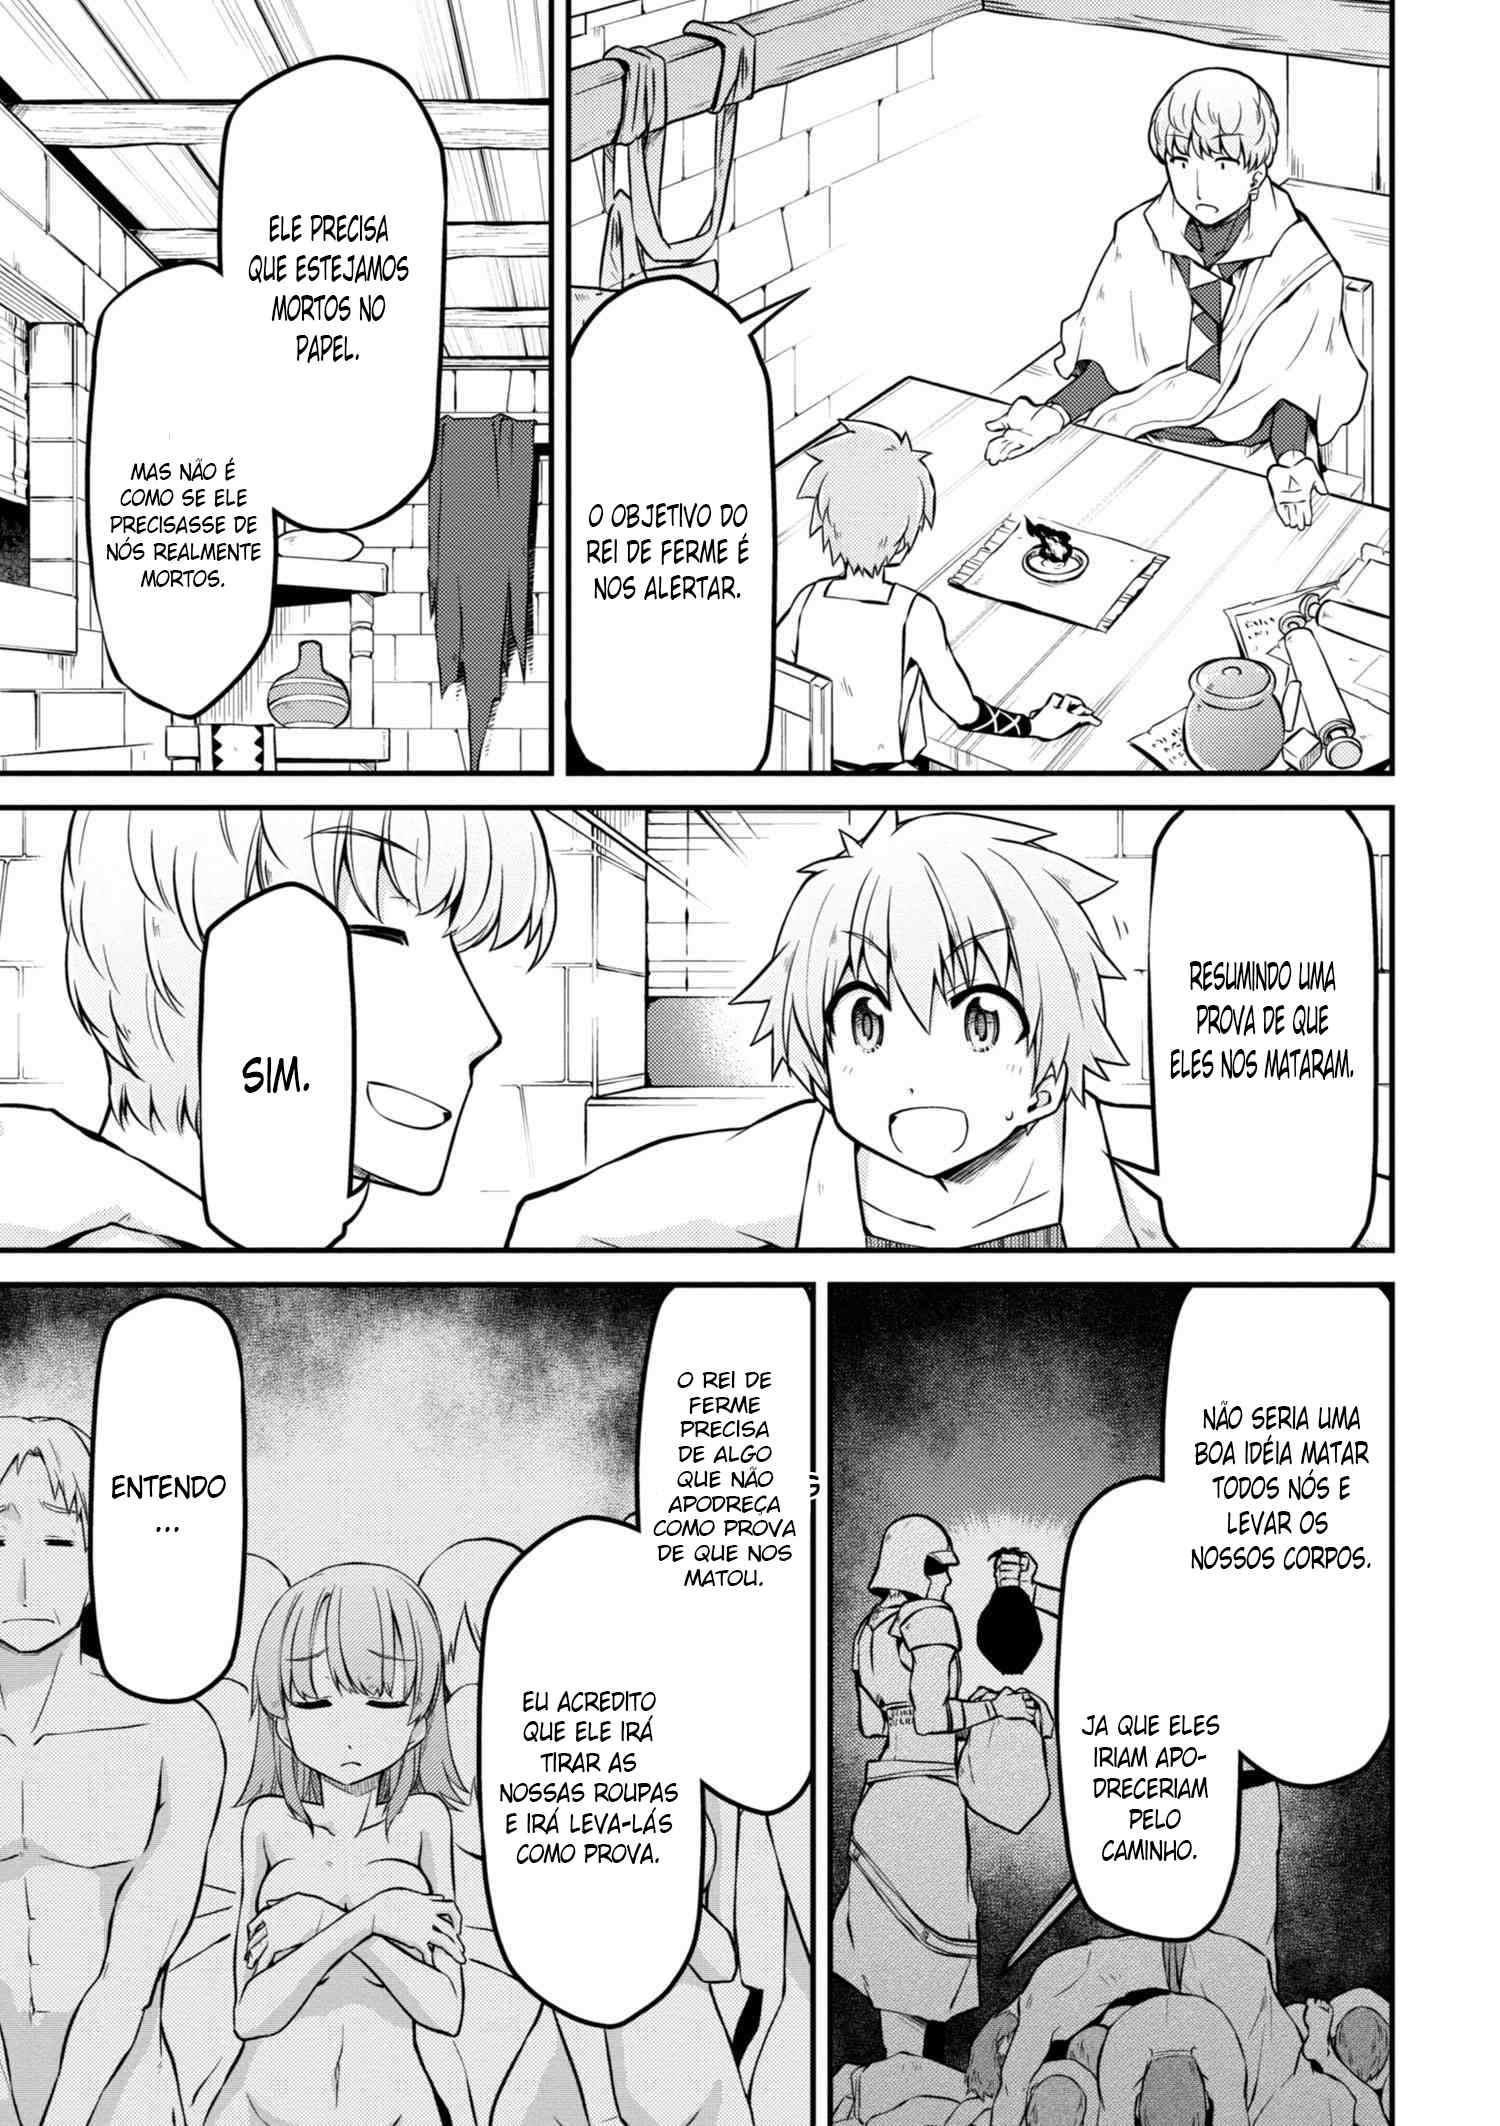 O OBJETIVO DO
REI DE FERME É
NOS ALERTAR.
ELE PRECISA
QUE ESTEJAMOS
MORTOS NO
PAPEL.
MAS NÃO É
COMO SE ELE
PRECISASSE DE
NÓS REALMENTE
MORTOS.
RESUMINDO UMA
PROVA DE QUE
ELES NOS MATARAM.
SIM.
NÃO SERIA UMA
BOA IDÉIA MATAR
TODOS NÓS E
LEVAR OS
NOSSOS CORPOS.
JA QUE ELES
IRIAM APO-
DRECERIAM
PELO
CAMINHO.
O REI DE
FERME
PRECISA
DE ALGO
QUE NÃO
APODREÇA
COMO PROVA
DE QUE NOS
MATOU.
EU ACREDITO
QUE ELE IRÁ
TIRAR AS
NOSSAS ROUPAS
E IRÁ LEVA-LÁS
COMO PROVA.
ENTENDO
...